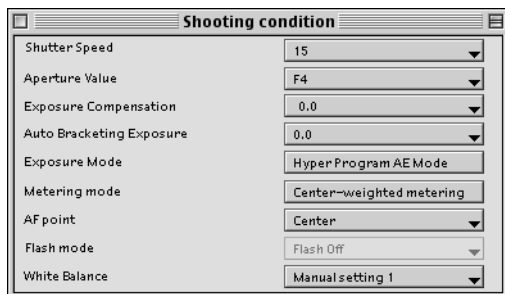 Shooting condition
Shutter Speed 15
Aperture Value F4
Exposure Compensation 0.0
Auto Bracketing Exposure 0.0
Exposure Mode Hyper Program AE Mode
Metering mode Center-weighted metering
AF point Center
Flash mode Flash Off
White Balance Manual setting 1